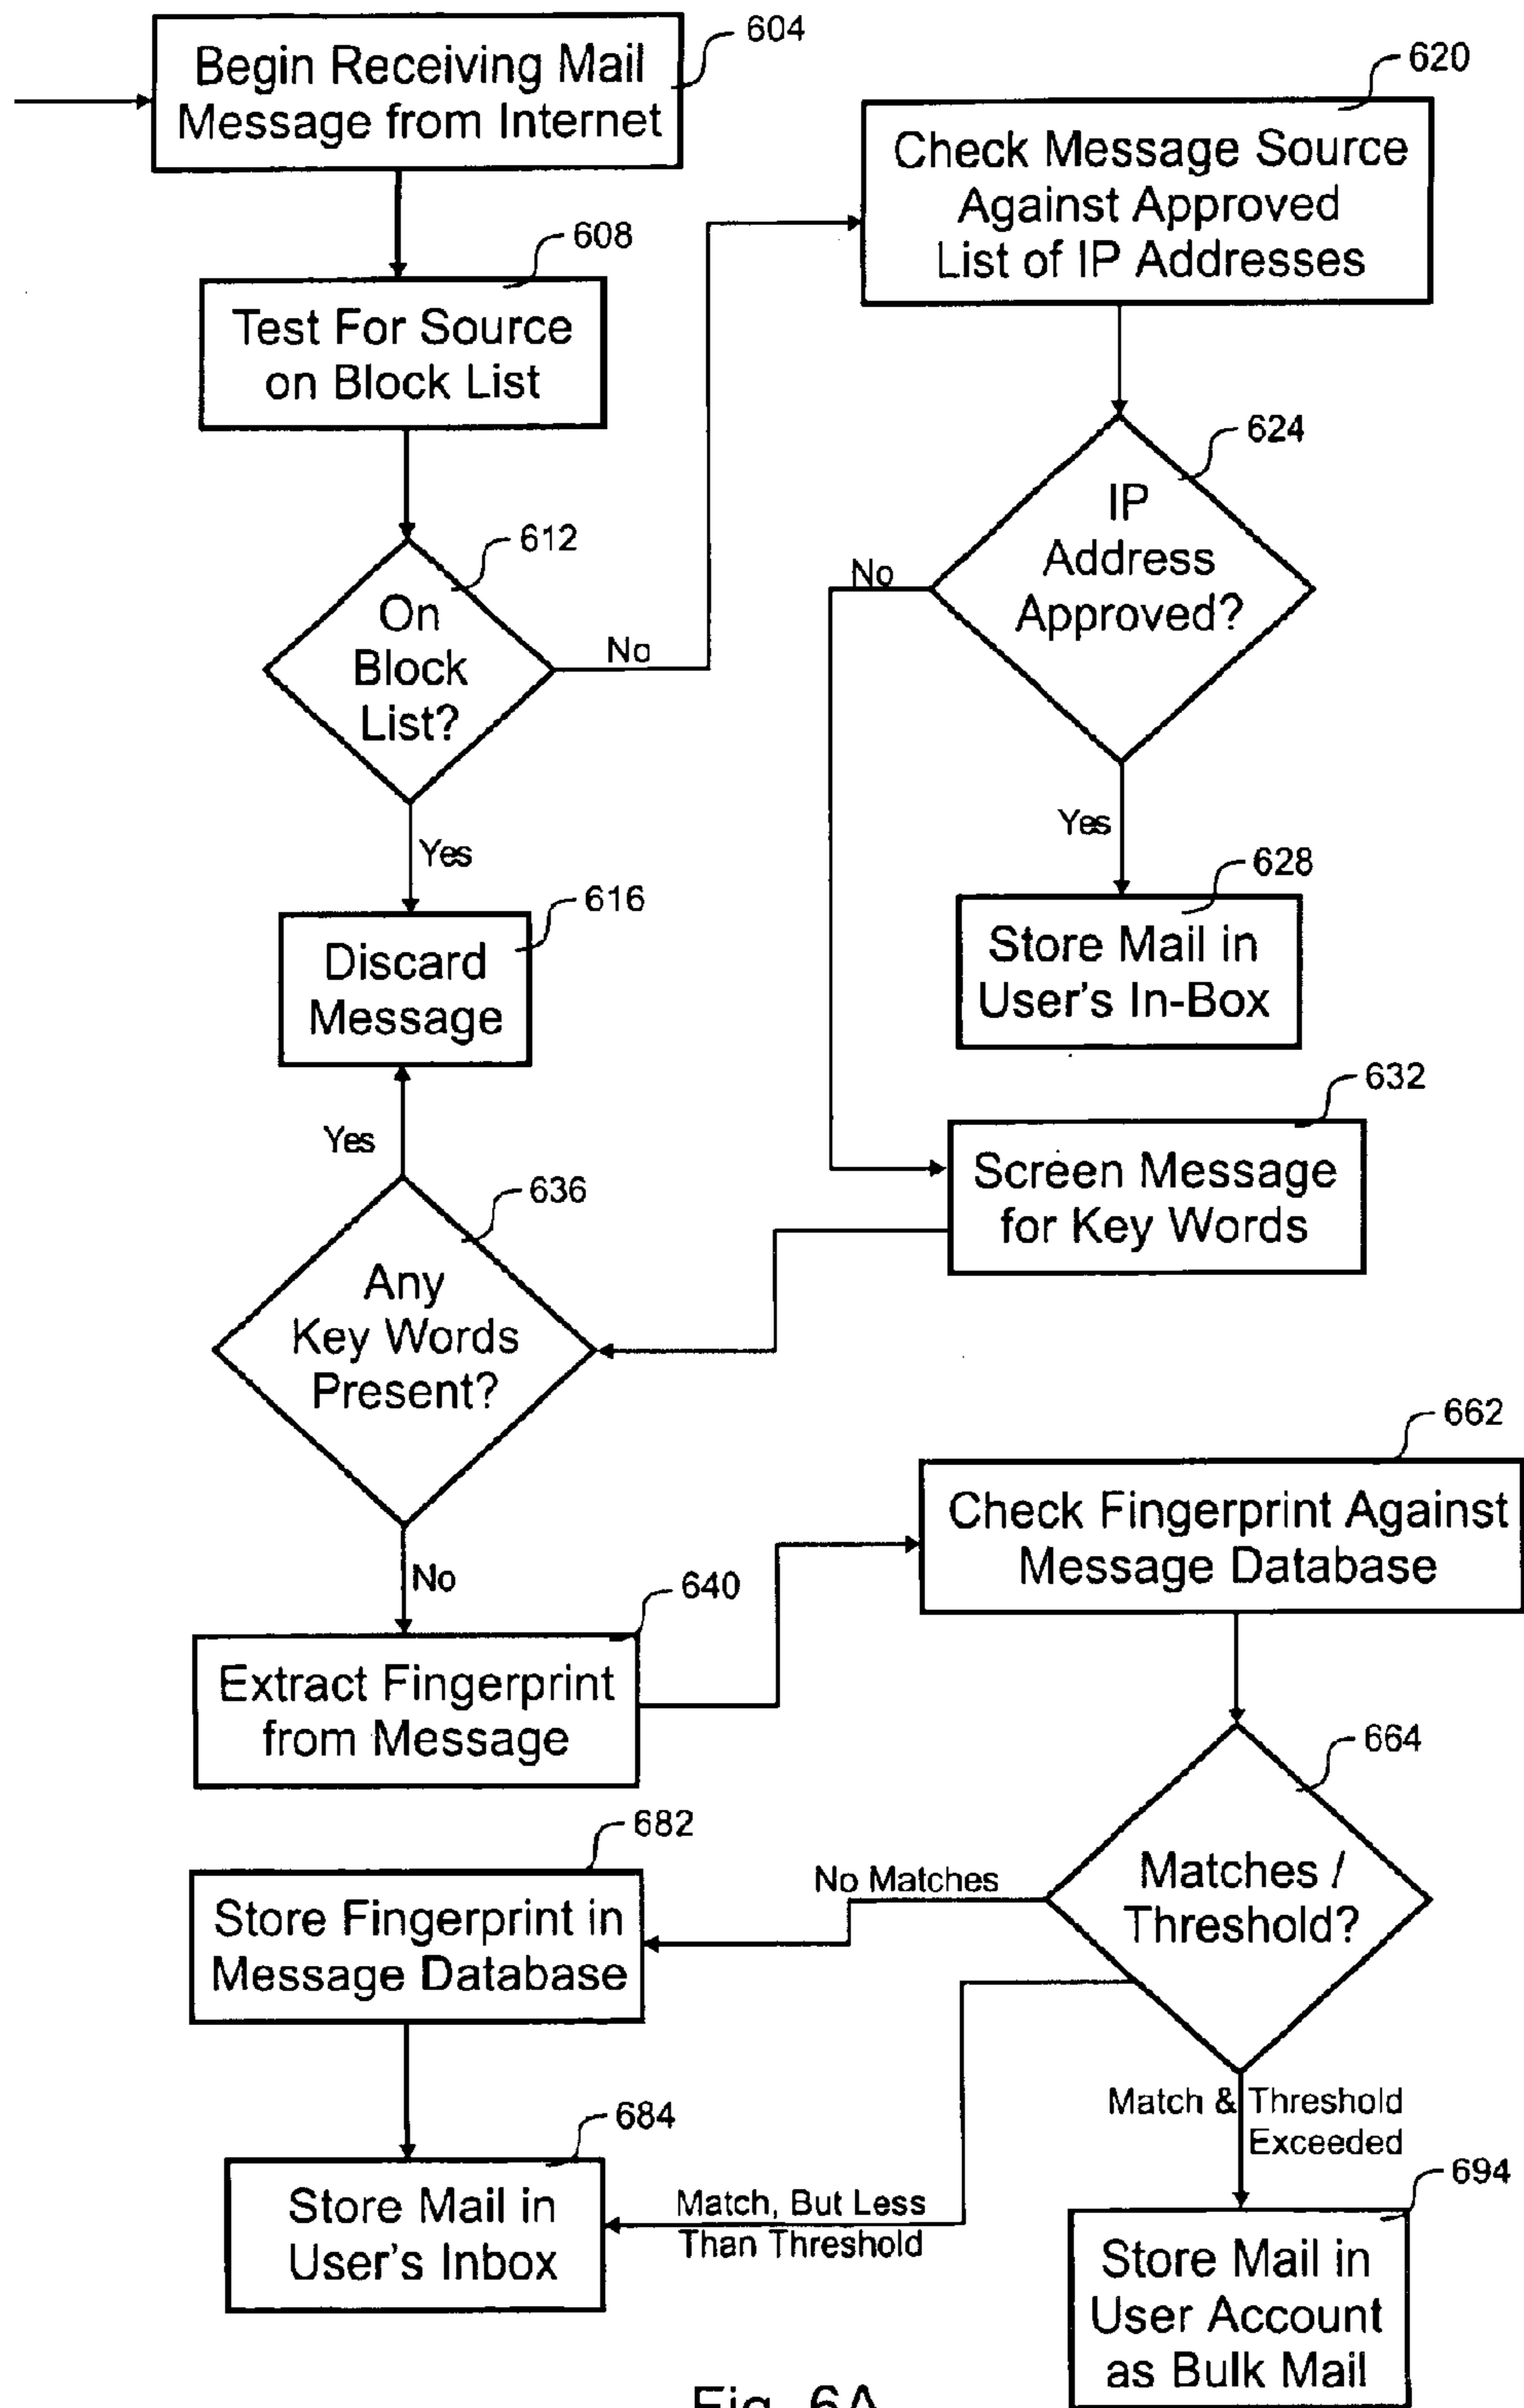 604
Begin Receiving Mail
Message from Internet
620
Check Message Source
Against Approved
List of IP Addresses
608
Test For Source
on Block List
624
IP
Address
Approved?
No
612
On
Block
List?
No
Yes
Yes
628
Store Mail in
User's In-Box
616
Discard
Message
632
Screen Message
for Key Words
Yes
636
Any
Key Words
Present?
662
Check Fingerprint Against
Message Database
No
640
Extract Fingerprint
from Message
664
Matches /
Threshold?
682
No Matches
Store Fingerprint in
Message Database
Match & Threshold
Exceeded
684
Store Mail in
User's Inbox
Match, But Less
Than Threshold
694
Store Mail in
User Account
as Bulk Mail
Fig. 6A